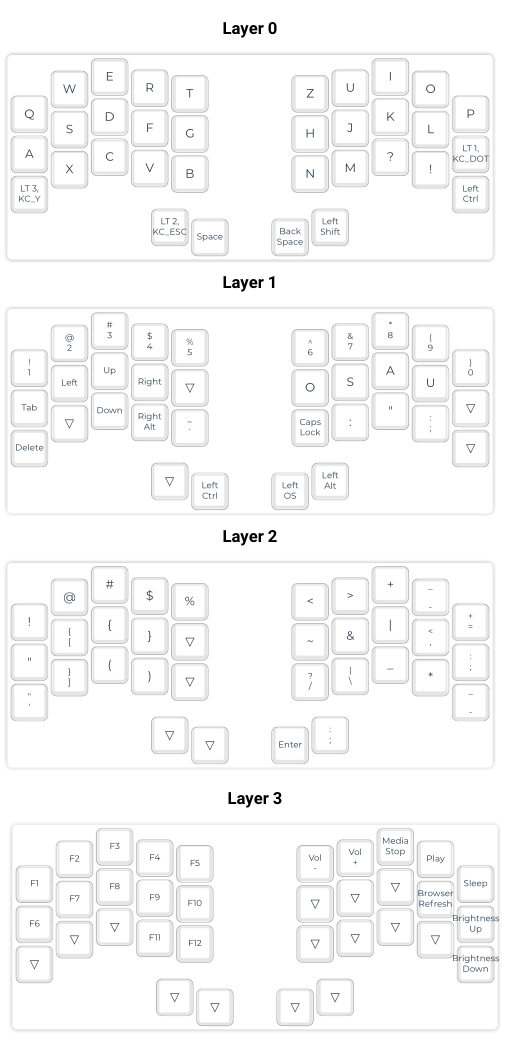 Layer 0
Q W E R T Z U I O P
A S D F G H J K L LT 1, KC_DOT
LT 3, KC_Y X C V B N M ? ! Left Ctrl
LT 2, KC_ESC Space Back Space Left Shift
Layer 1
! 1 @ 2 # 3 $ 4 % 5 ^ 6 & 7 * 8 ( 9 ) 0
Tab Left Up Right ▽ O S A U ▽
Delete ▽ Down Right Alt ~ ` Caps Lock : " : ; ▽
▽ Left Ctrl Left OS Left Alt
Layer 2
! @ # $ % < > + _ - + =
" { [ { } ▽ ~ & | < , : ;
" ' } ] ( ) ▽ ? / | \ _ * _ -
▽ ▽ Enter : ;
Layer 3
F1 F2 F3 F4 F5 Vol - Vol + Media Stop Play Sleep
F6 F7 F8 F9 F10 ▽ ▽ ▽ Browser Refresh Brightness Up
▽ ▽ ▽ F11 F12 ▽ ▽ ▽ ▽ Brightness Down
▽ ▽ ▽ ▽